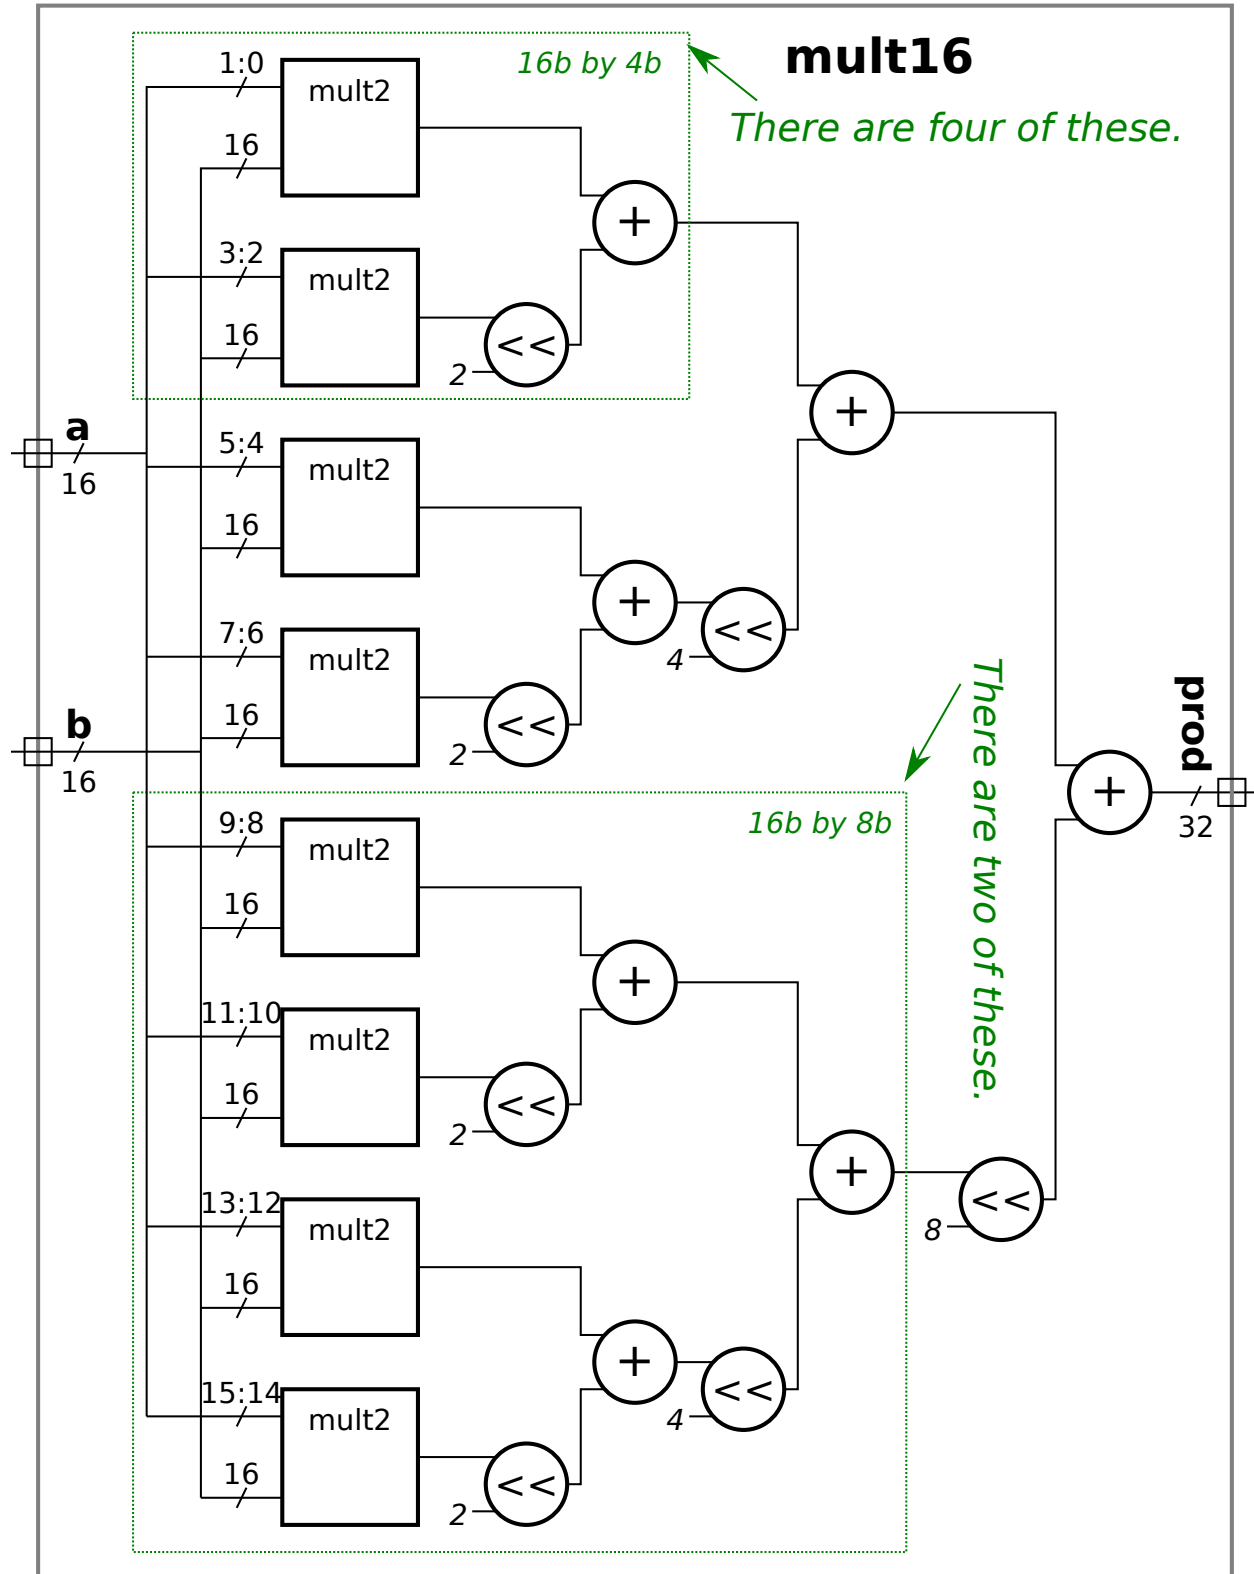 mult16
16b by 4b
There are four of these.
1:0
mult2
16
+
3:2
mult2
16
<<
2
a
16
5:4
mult2
16
+
+
<<
4
7:6
mult2
16
<<
2
b
16
There are two of these.
prod
+
32
16b by 8b
9:8
mult2
16
+
11:10
mult2
16
<<
2
+
<<
8
13:12
mult2
16
+
<<
4
15:14
mult2
16
<<
2